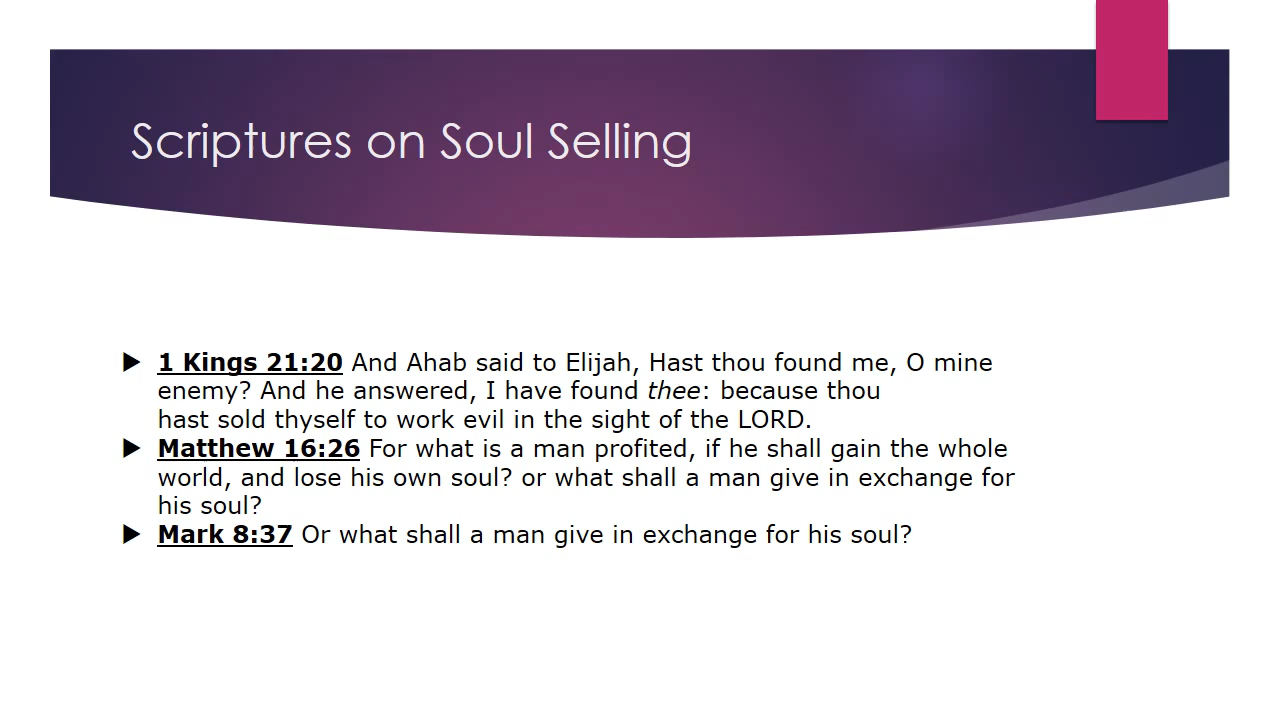 Scriptures on Soul Selling
1 Kings 21:20 And Ahab said to Elijah, Hast thou found me, O mine
enemy? And he answered, I have found thee: because thou
hast sold thyself to work evil in the sight of the LORD.
Matthew 16:26 For what is a man profited, if he shall gain the whole
world, and lose his own soul? or what shall a man give in exchange for
his soul?
Mark 8:37 Or what shall a man give in exchange for his soul?